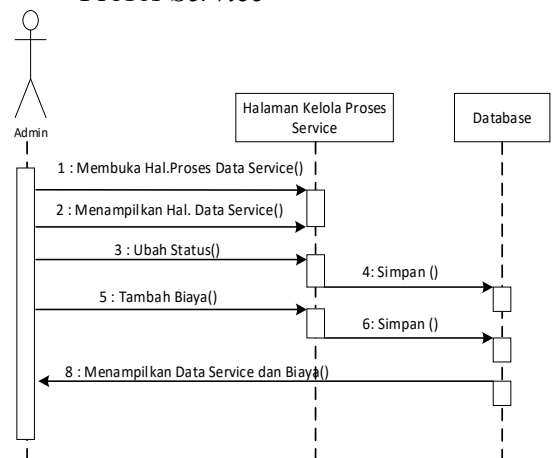 Admin
Halaman Kelola Proses
Service
Database
1 : Membuka Hal.Proses Data Service()
2 : Menampilkan Hal. Data Service()
3 : Ubah Status()
4: Simpan ()
5 : Tambah Biaya()
6: Simpan ()
8 : Menampilkan Data Service dan Biaya()